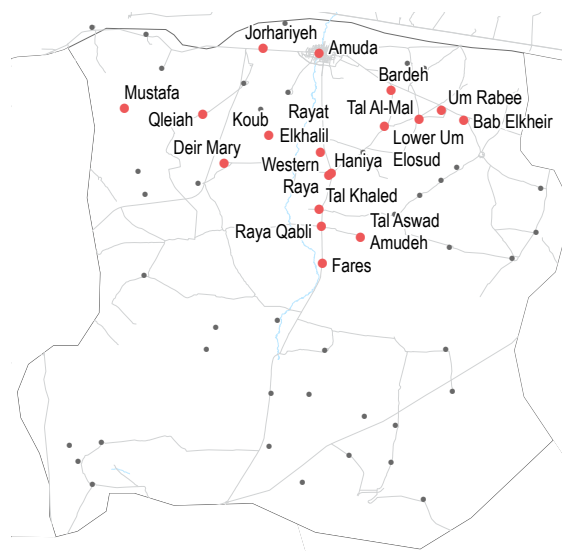 Jorhariyeh
Amuda
Bardeh
Mustafa
Qleiah
Koub
Rayat
Elkhalil
Tal Al-Mal
Um Rabee
Bab Elkheir
Lower Um
Elosud
Deir Mary
Western
Raya
Haniya
Tal Khaled
Raya Qabli
Tal Aswad
Amudeh
Fares